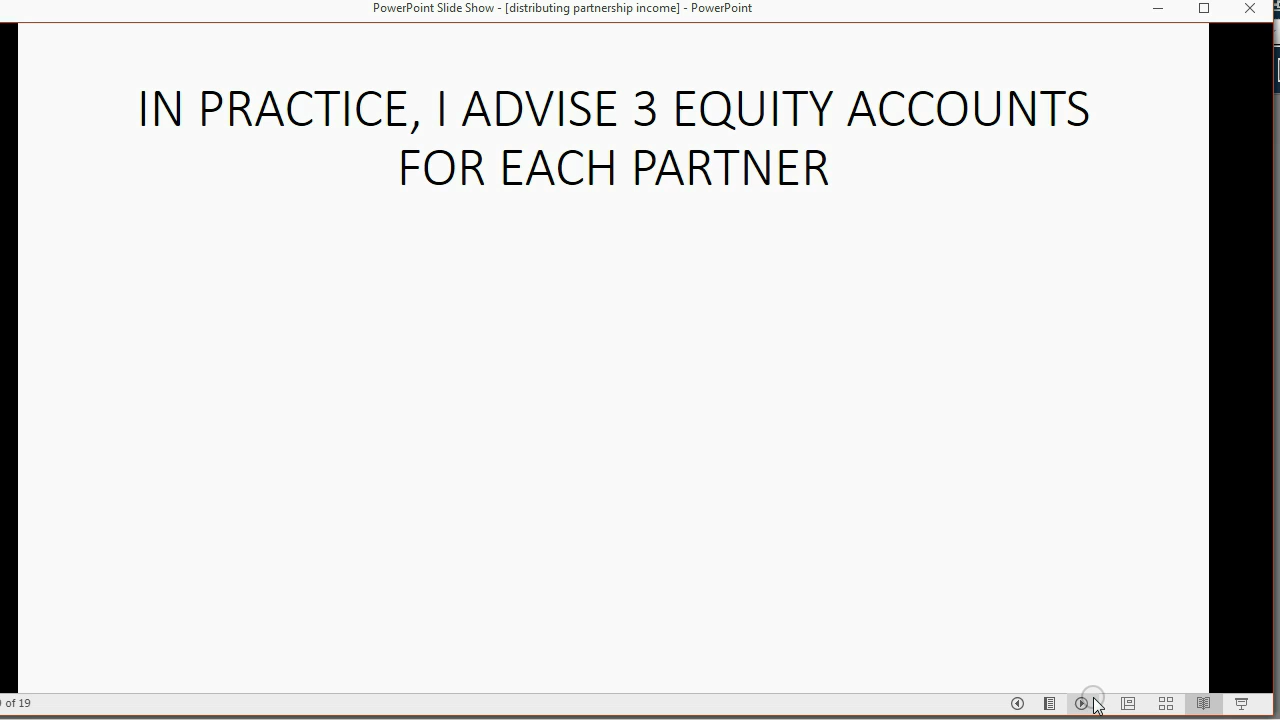 PowerPoint Slide Show - [distributing partnership income] - PowerPoint
IN PRACTICE, I ADVISE 3 EQUITY ACCOUNTS
FOR EACH PARTNER
of 19